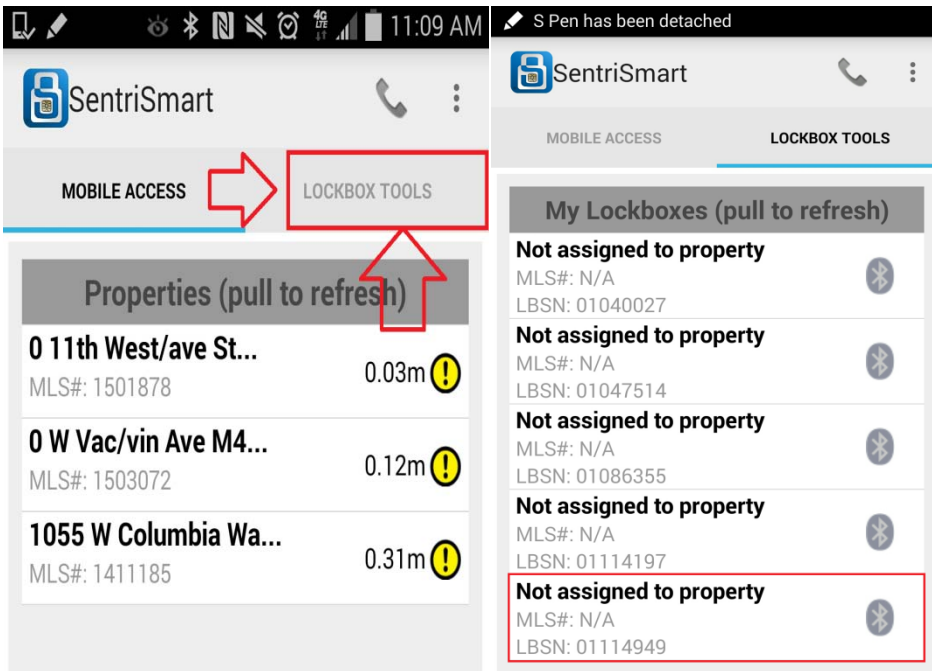 4G
LTE
11:09 AM
SentriSmart
MOBILE ACCESS
LOCKBOX TOOLS
Properties (pull to refresh)
0 11th West/ave St...
MLS#: 1501878
0.03m
0 W Vac/vin Ave M4...
MLS#: 1503072
0.12m
1055 W Columbia Wa...
MLS#: 1411185
0.31m
S Pen has been detached
SentriSmart
MOBILE ACCESS
LOCKBOX TOOLS
My Lockboxes (pull to refresh)
Not assigned to property
MLS#: N/A
LBSN: 01040027
Not assigned to property
MLS#: N/A
LBSN: 01047514
Not assigned to property
MLS#: N/A
LBSN: 01086355
Not assigned to property
MLS#: N/A
LBSN: 01114197
Not assigned to property
MLS#: N/A
LBSN: 01114949